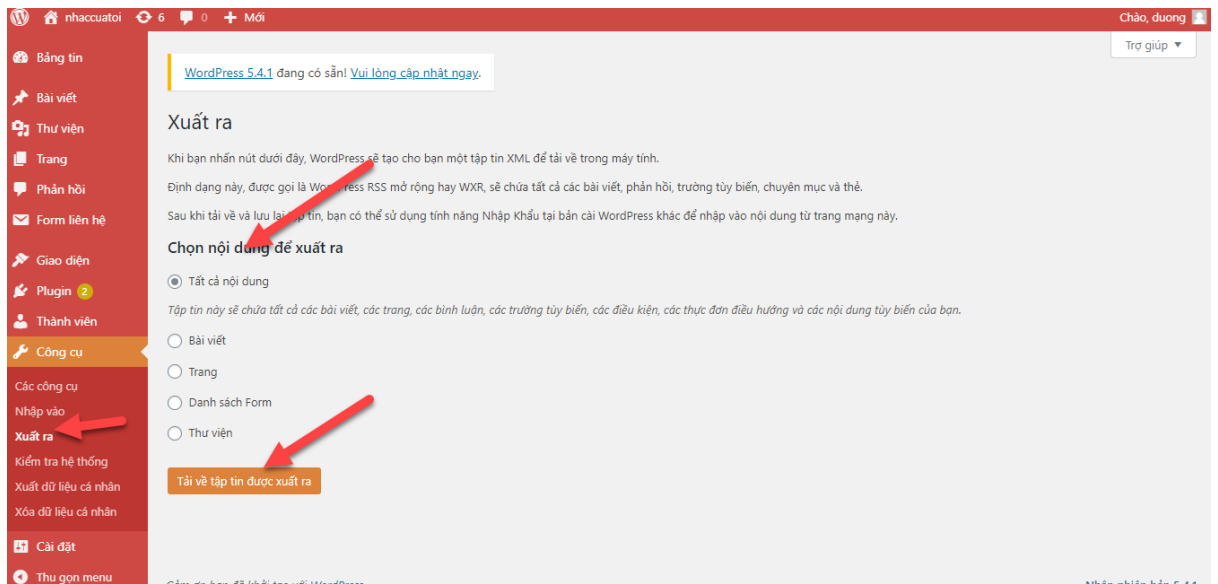 nhaccuatoi 6 0 Mới Chào, duong
Trợ giúp
Bảng tin
Bài viết
Thư viện
Trang
Phản hồi
Form liên hệ
Giao diện
Plugin 2
Thành viên
Công cụ
Các công cụ
Nhập vào
Xuất ra
Kiểm tra hệ thống
Xuất dữ liệu cá nhân
Xóa dữ liệu cá nhân
Cài đặt
Thu gọn menu
WordPress 5.4.1 đang có sẵn! Vui lòng cập nhật ngay.
Xuất ra
Khi bạn nhấn nút dưới đây, WordPress sẽ tạo cho bạn một tập tin XML để tải về trong máy tính.
Định dạng này, được gọi là WordPress RSS mở rộng hay WXR, sẽ chứa tất cả các bài viết, phản hồi, trường tùy biến, chuyên mục và thẻ.
Sau khi tải về và lưu lại tập tin, bạn có thể sử dụng tính năng Nhập Khẩu tại bản cài WordPress khác để nhập vào nội dung từ trang mạng này.
Chọn nội dung để xuất ra
Tất cả nội dung
Tập tin này sẽ chứa tất cả các bài viết, các trang, các bình luận, các trường tùy biến, các điều kiện, các thực đơn điều hướng và các nội dung tùy biến của bạn.
Bài viết
Trang
Danh sách Form
Thư viện
Tải về tập tin được xuất ra